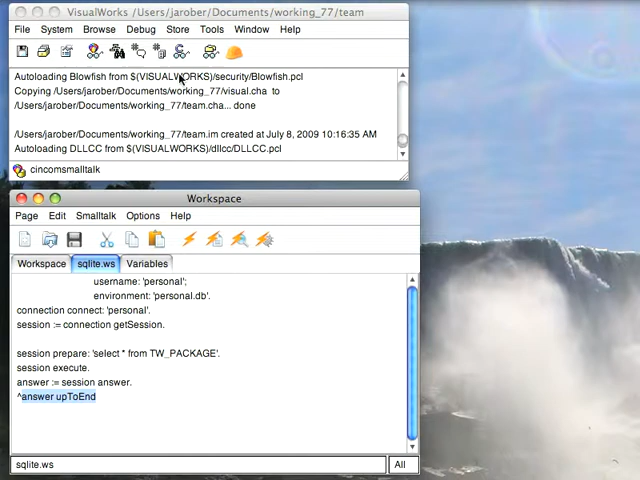 VisualWorks /Users/jarober/Documents/working_77/team
File System Browse Debug Store Tools Window Help
Autoloading Blowfish from $(VISUALWORKS)/security/Blowfish.pcl
Copying /Users/jarober/Documents/working_77/visual.cha to
/Users/jarober/Documents/working_77/team.cha... done
/Users/jarober/Documents/working_77/team.im created at July 8, 2009 10:16:35 AM
Autoloading DLLCC from $(VISUALWORKS)/dllcc/DLLCC.pcl
cincomsmalltalk
Workspace
Page Edit Smalltalk Options Help
Workspace sqlite.ws Variables
username: 'personal';
environment: 'personal.db'.
connection connect: 'personal'.
session := connection getSession.
session prepare: 'select * from TW_PACKAGE'.
session execute.
answer := session answer.
^answer upToEnd
sqlite.ws All